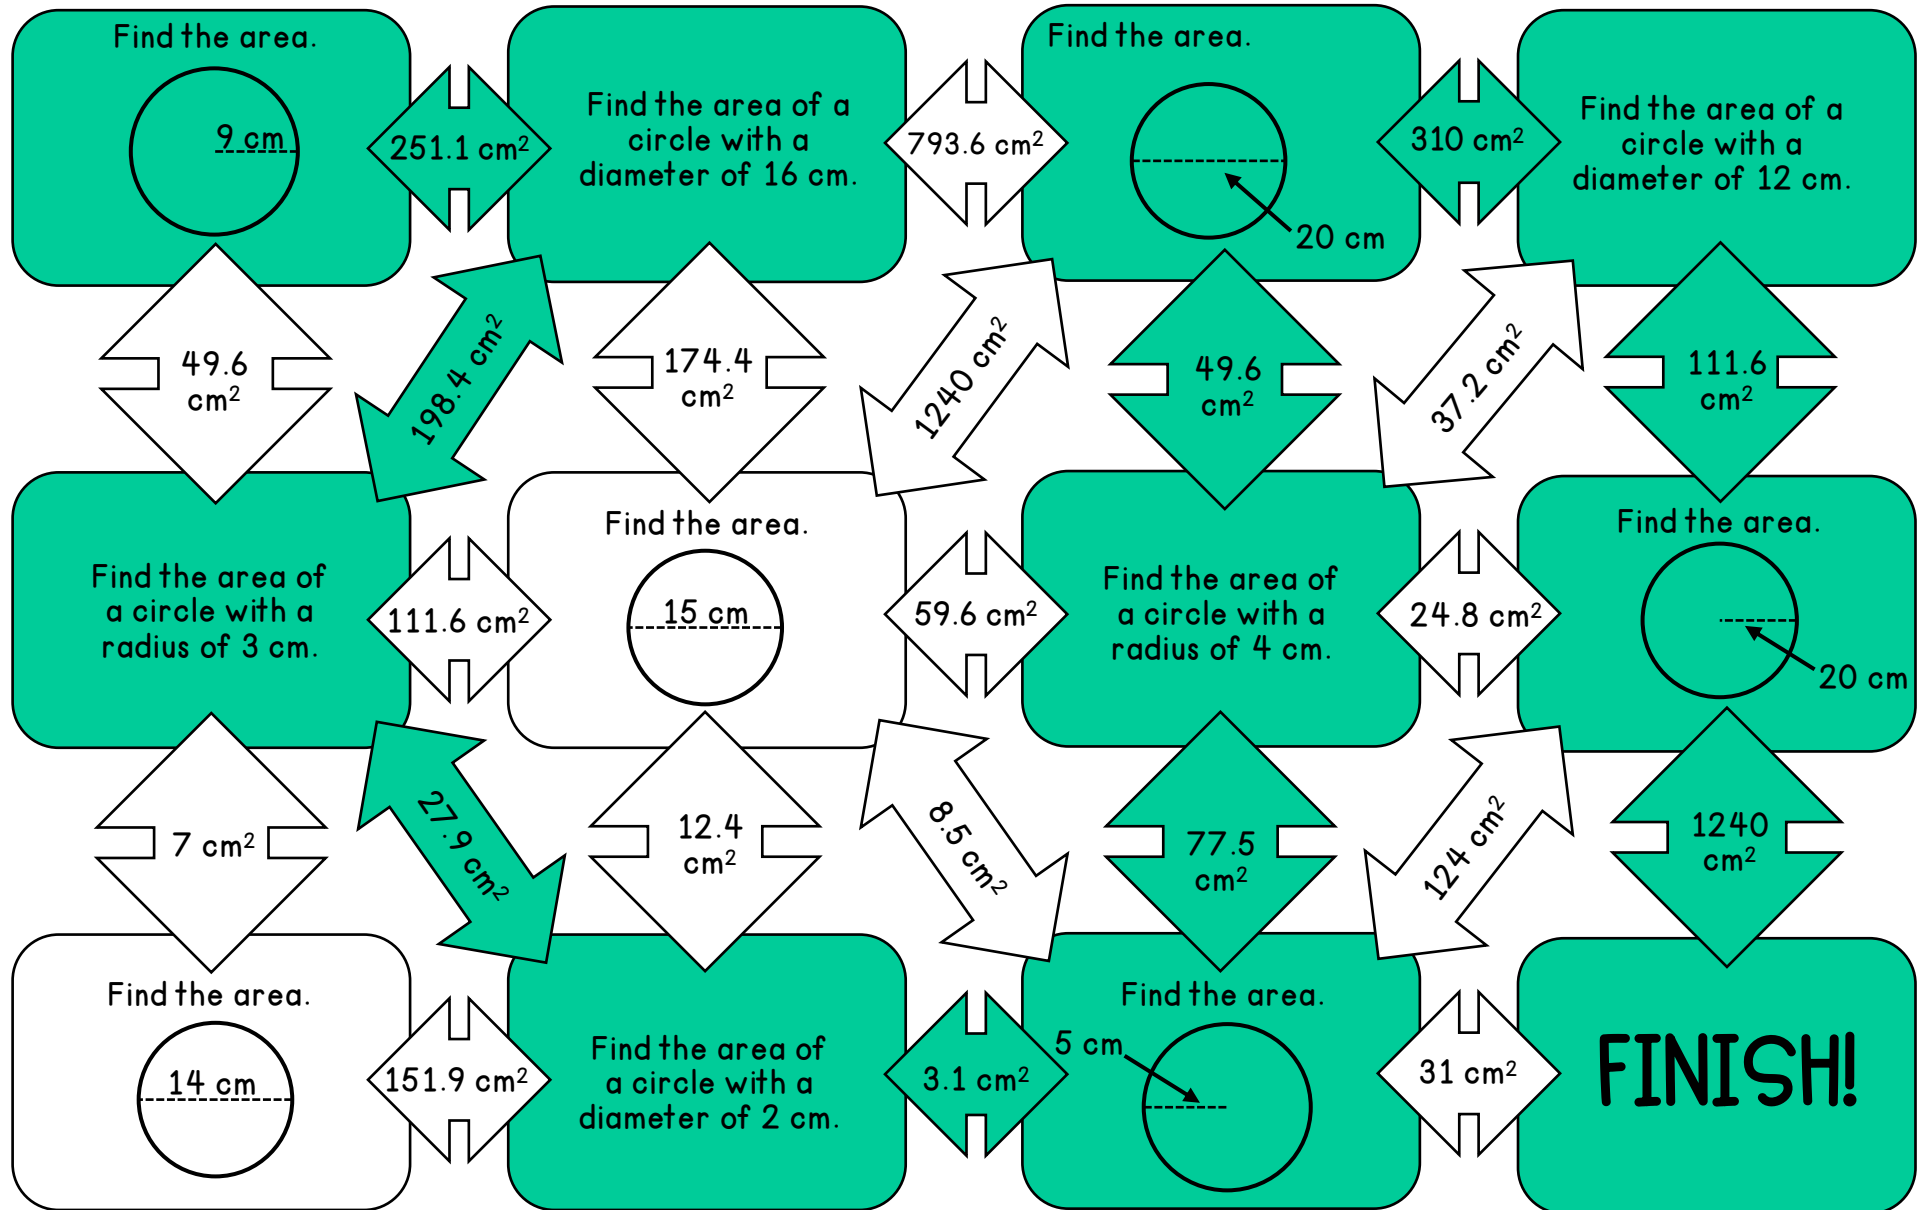 Find the area.
9 cm
251.1 cm²
Find the area of a
circle with a
diameter of 16 cm.
793.6 cm²
Find the area.
20 cm
310 cm²
Find the area of a
circle with a
diameter of 12 cm.
49.6
cm²
198.4 cm²
174.4
cm²
1240 cm²
49.6
cm²
37.2 cm²
111.6
cm²
Find the area of
a circle with a
radius of 3 cm.
111.6 cm²
Find the area.
15 cm
59.6 cm²
Find the area of
a circle with a
radius of 4 cm.
24.8 cm²
Find the area.
20 cm
7 cm²
27.9 cm²
12.4
cm²
8.5 cm²
77.5
cm²
124 cm²
1240
cm²
Find the area.
14 cm
151.9 cm²
Find the area of
a circle with a
diameter of 2 cm.
3.1 cm²
Find the area.
5 cm
31 cm²
FINISH!